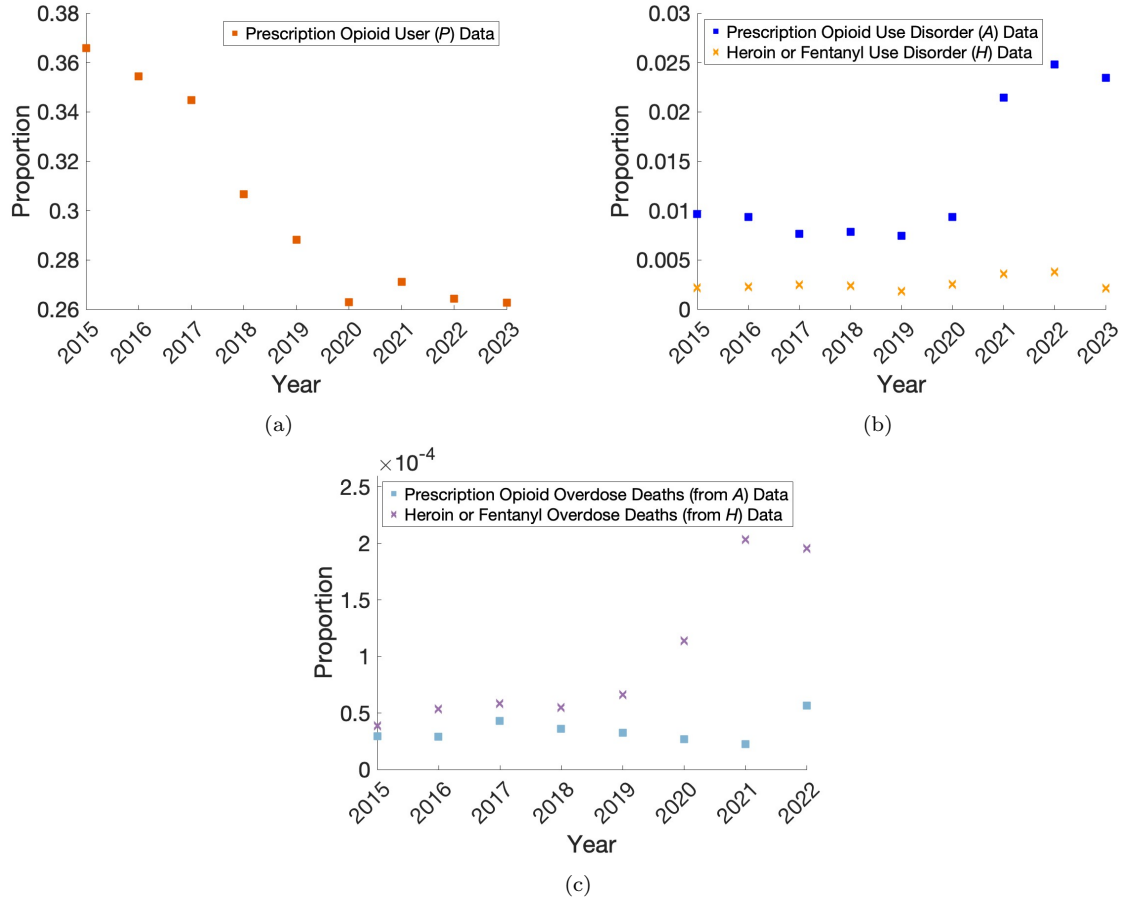 0.38
0.36
0.34
0.32
0.3
0.28
0.26
Proportion
Prescription Opioid User (P) Data
2015 2016 2017 2018 2019 2020 2021 2022 2023
Year
(a)
0.03
0.025
0.02
0.015
0.01
0.005
0
Proportion
Prescription Opioid Use Disorder (A) Data
Heroin or Fentanyl Use Disorder (H) Data
2015 2016 2017 2018 2019 2020 2021 2022 2023
Year
(b)
×10-4
2.5
2
1.5
1
0.5
0
Proportion
Prescription Opioid Overdose Deaths (from A) Data
Heroin or Fentanyl Overdose Deaths (from H) Data
2015 2016 2017 2018 2019 2020 2021 2022
Year
(c)